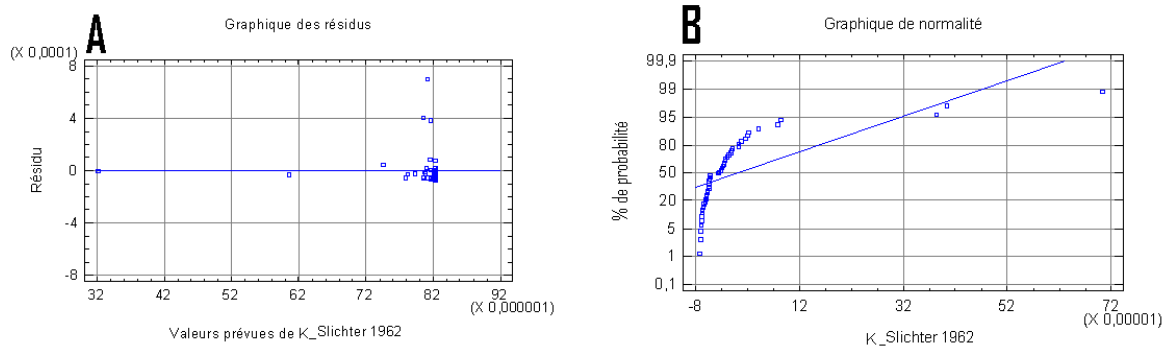 A
Graphique des résidus
(X 0,0001)
8
4
0
-4
-8
Résidu
32 42 52 62 72 82 92
(X 0,000001)
Valeurs prévues de K_Slichter 1962
B
Graphique de normalité
99,9
99
95
80
50
20
5
1
0,1
% de probabilité
-8 12 32 52 72
(X 0,00001)
K_Slichter 1962